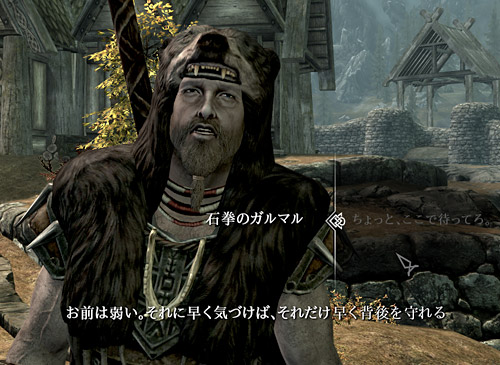 石拳のガルマル
ちょっと、ここで待ってろ。
お前は弱い。それに早く気づけば、それだけ早く背後を守れる